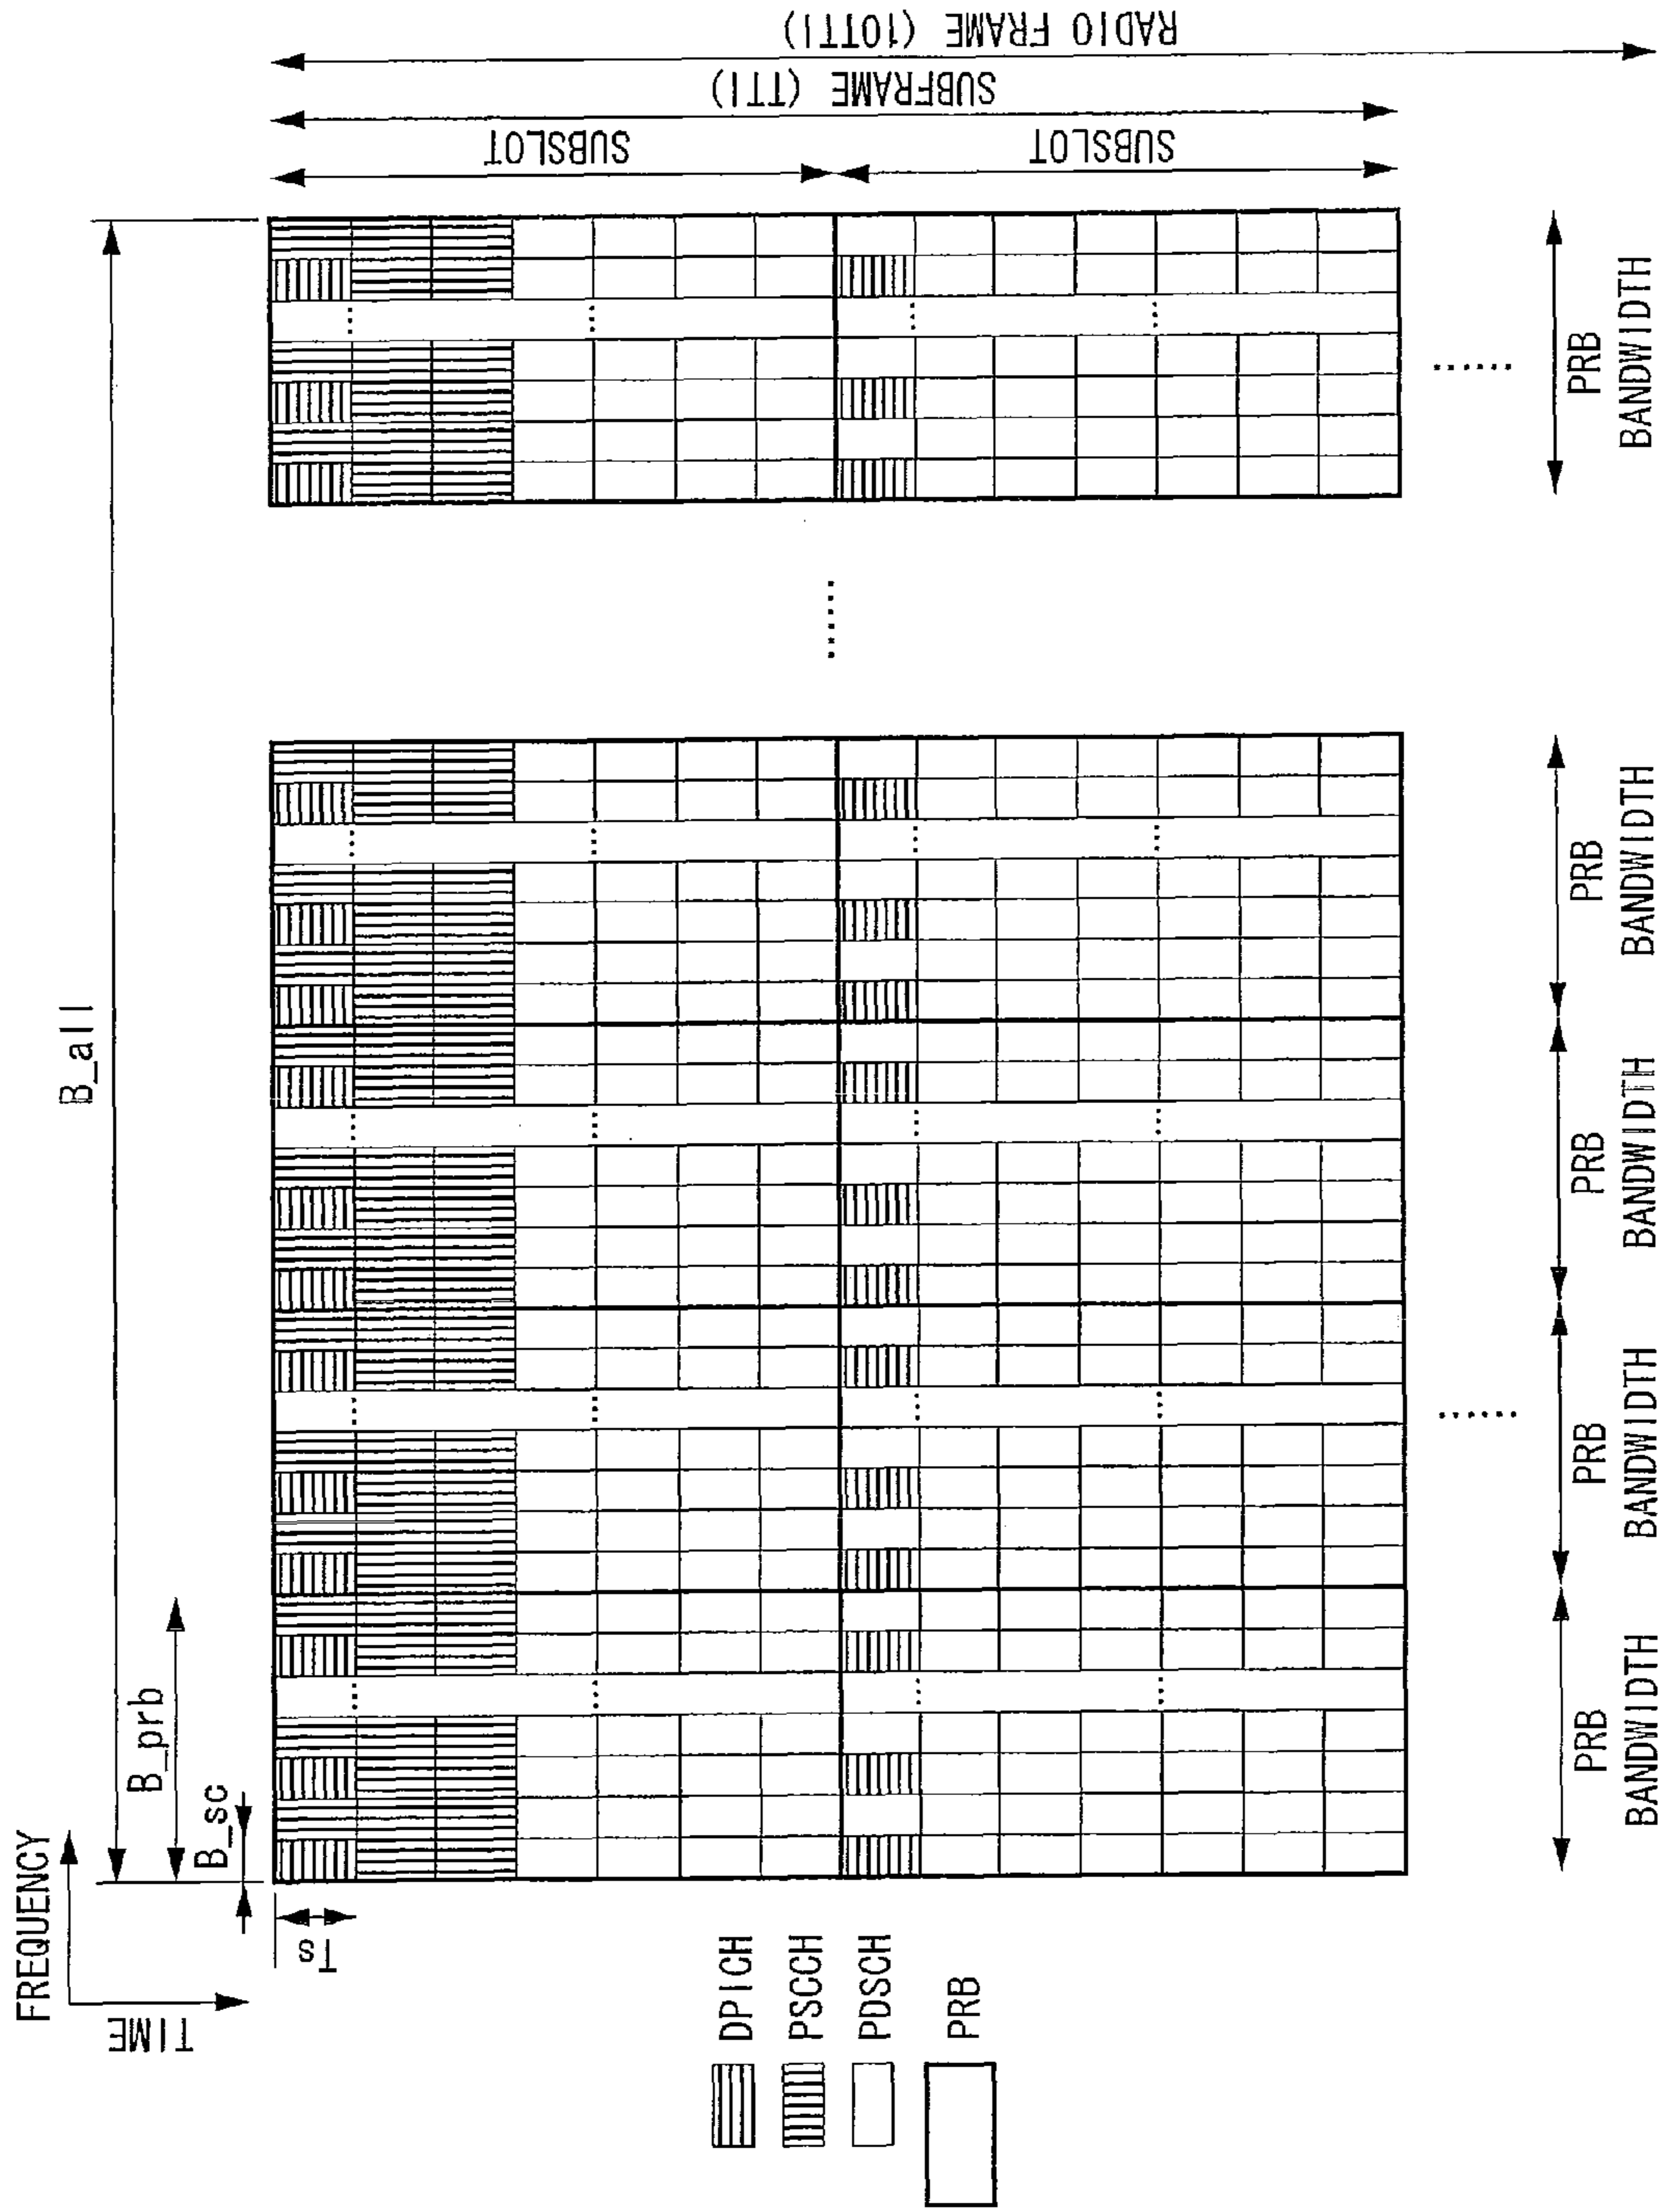 FREQUENCY
TIME
B_all
B_prb
B_sc
Ts
SUBSLOT
SUBSLOT
SUBFRAME (TTI)
RADIO FRAME (10TTI)
PRB
BANDWIDTH
PRB
BANDWIDTH
PRB
BANDWIDTH
PRB
BANDWIDTH
PRB
BANDWIDTH
DPICH
PSCCH
PDSCH
PRB